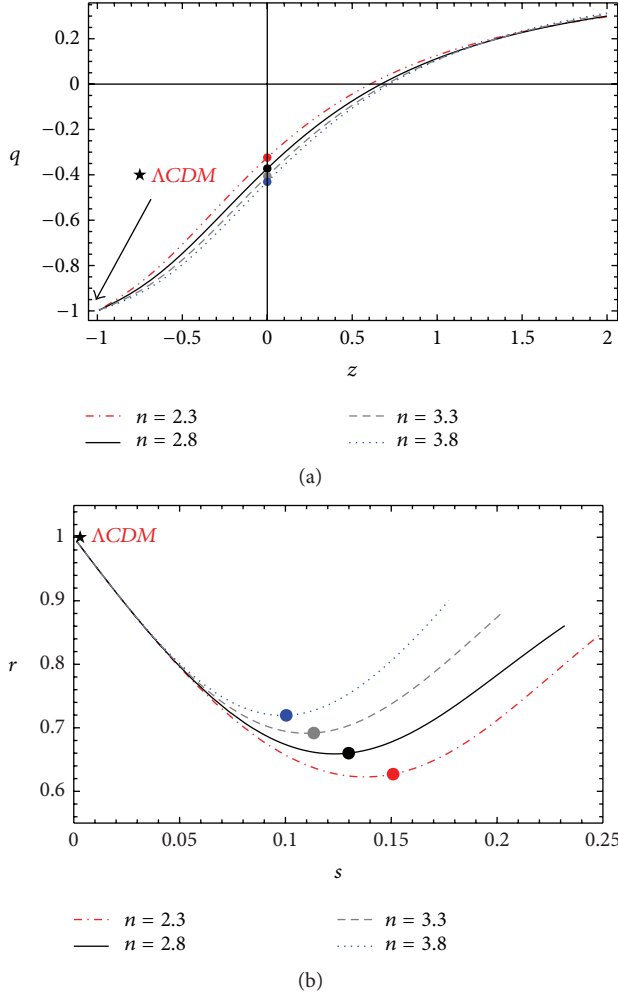 0.2
0
−0.2
q
−0.4
★ ΛCDM
−0.6
−0.8
−1
−1 −0.5 0 0.5 1 1.5 2
z
n = 2.3 n = 3.3
n = 2.8 n = 3.8
(a)
1
★ ΛCDM
0.9
0.8
r
0.7
0.6
0 0.05 0.1 0.15 0.2 0.25
s
n = 2.3 n = 3.3
n = 2.8 n = 3.8
(b)